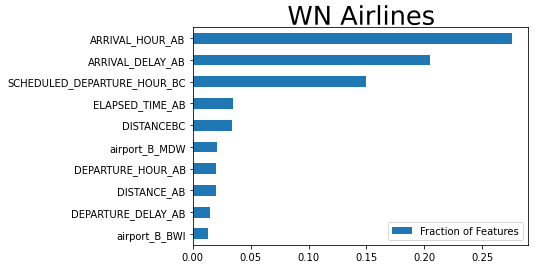 WN Airlines
ARRIVAL_HOUR_AB
ARRIVAL_DELAY_AB
SCHEDULED_DEPARTURE_HOUR_BC
ELAPSED_TIME_AB
DISTANCEBC
airport_B_MDW
DEPARTURE_HOUR_AB
DISTANCE_AB
DEPARTURE_DELAY_AB
airport_B_BWI
Fraction of Features
0.00 0.05 0.10 0.15 0.20 0.25